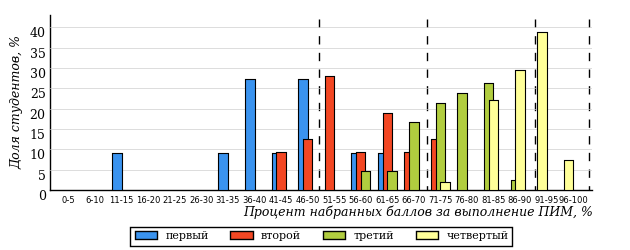 Доля студентов, %
40
35
30
25
20
15
10
5
0
0-5 6-10 11-15 16-20 21-25 26-30 31-35 36-40 41-45 46-50 51-55 56-60 61-65 66-70 71-75 76-80 81-85 86-90 91-95 96-100
Процент набранных баллов за выполнение ПИМ, %
первый второй третий четвертый